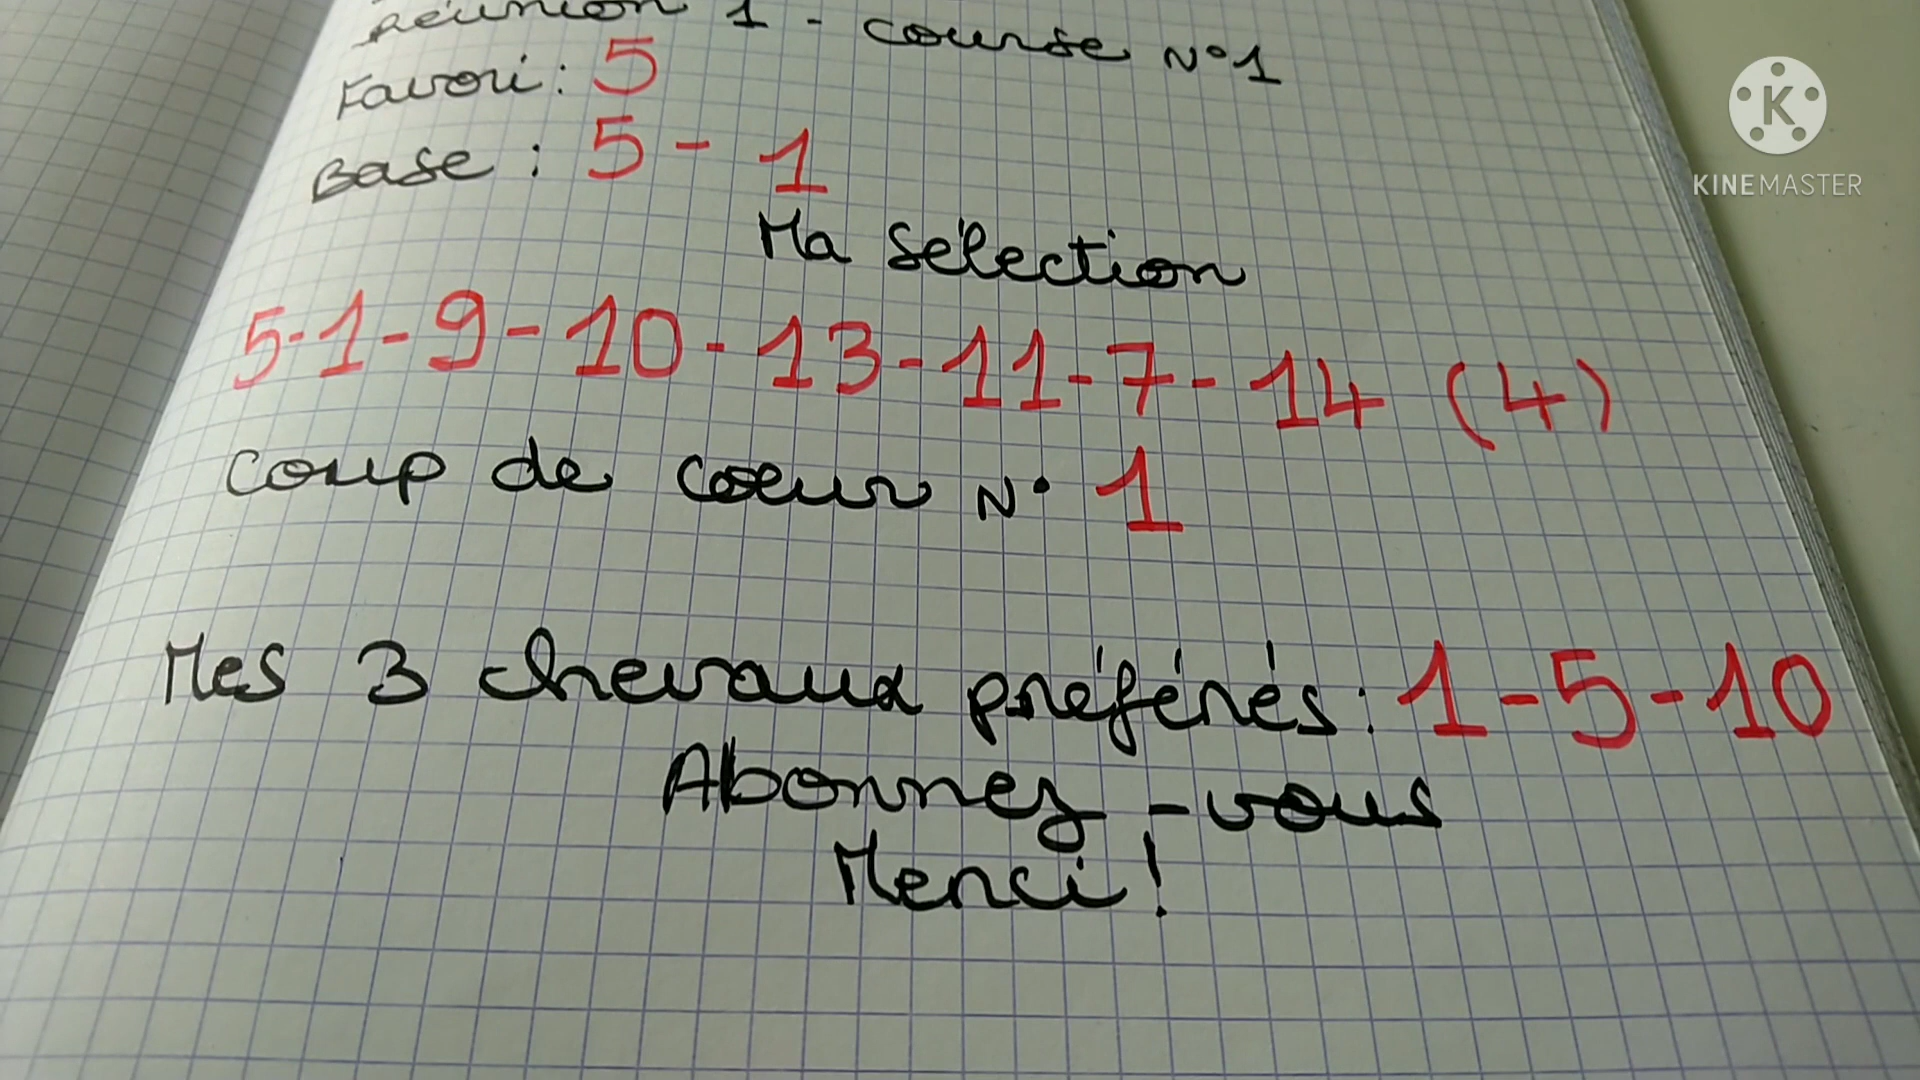 Réunion 1 - course N°1
Favori : 5
Base : 5 - 1
Ma sélection
5-1-9-10-13-11-7-14 (4)
Coup de coeur N° 1
Mes 3 chevaux préférés : 1-5-10
Abonnez-vous
Merci !
K
KINEMASTER